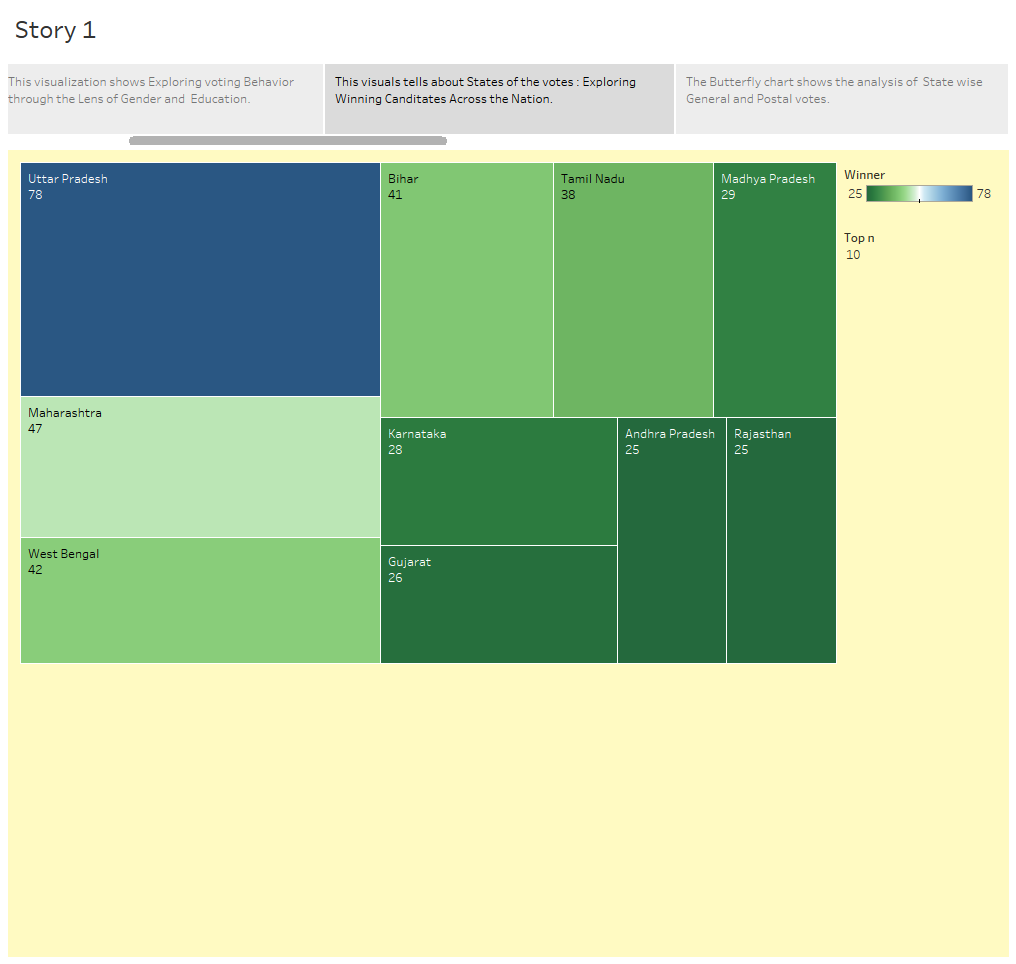 Story 1
This visualization shows Exploring voting Behavior
through the Lens of Gender and Education.
This visuals tells about States of the votes : Exploring
Winning Canditates Across the Nation.
The Butterfly chart shows the analysis of State wise
General and Postal votes.
Uttar Pradesh
78
Maharashtra
47
West Bengal
42
Bihar
41
Tamil Nadu
38
Madhya Pradesh
29
Karnataka
28
Gujarat
26
Andhra Pradesh
25
Rajasthan
25
Winner
25 78
Top n
10